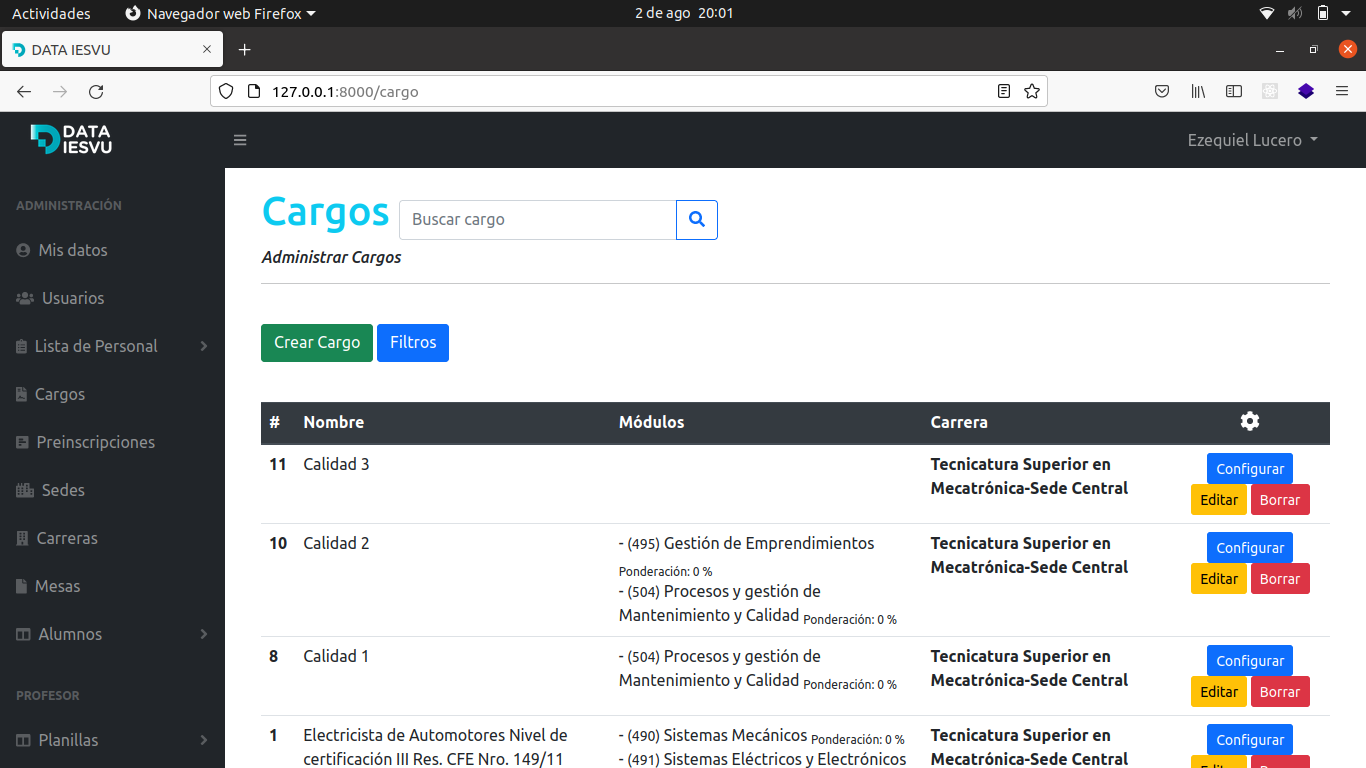 Actividades
Navegador web Firefox
2 de ago 20:01
DATA IESVU
127.0.0.1:8000/cargo
DATA
IESVU
Ezequiel Lucero
ADMINISTRACIÓN
Mis datos
Usuarios
Lista de Personal
Cargos
Preinscripciones
Sedes
Carreras
Mesas
Alumnos
PROFESOR
Planillas
Cargos
Buscar cargo
Administrar Cargos
Crear Cargo
Filtros
# Nombre Módulos Carrera
11 Calidad 3 Tecnicatura Superior en
Mecatrónica-Sede Central
Configurar
Editar Borrar
10 Calidad 2 - (495) Gestión de Emprendimientos
Ponderación: 0 %
- (504) Procesos y gestión de
Mantenimiento y Calidad Ponderación: 0 %
Tecnicatura Superior en
Mecatrónica-Sede Central
Configurar
Editar Borrar
8 Calidad 1 - (504) Procesos y gestión de
Mantenimiento y Calidad Ponderación: 0 %
Tecnicatura Superior en
Mecatrónica-Sede Central
Configurar
Editar Borrar
1 Electricista de Automotores Nivel de
certificación III Res. CFE Nro. 149/11
- (490) Sistemas Mecánicos Ponderación: 0 %
- (491) Sistemas Eléctricos y Electrónicos
Tecnicatura Superior en
Mecatrónica-Sede Central
Configurar
Editar Borrar